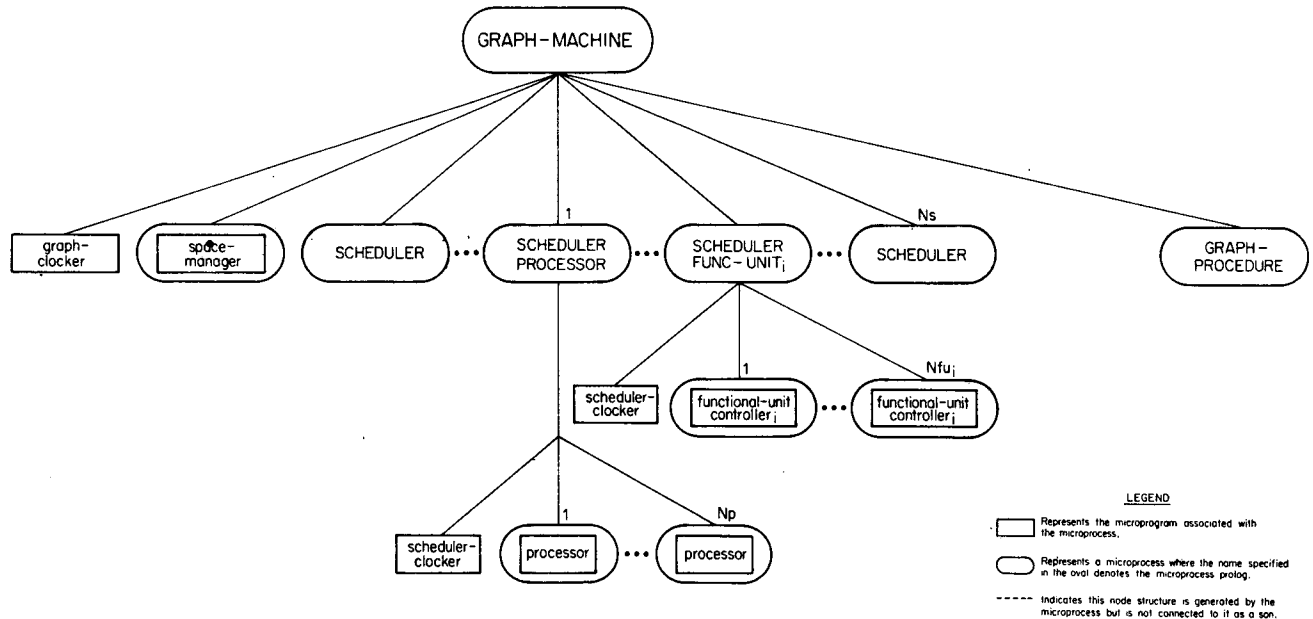 GRAPH-MACHINE
1
Ns
graph-
clocker
space-
manager
SCHEDULER
•••
SCHEDULER
PROCESSOR
•••
SCHEDULER
FUNC-UNITi
•••
SCHEDULER
GRAPH-
PROCEDURE
1
Nfui
scheduler-
clocker
functional-unit
controlleri
•••
functional-unit
controlleri
1
Np
scheduler-
clocker
processor
•••
processor
LEGEND
Represents the microprogram associated with
the microprocess.
Represents a microprocess where the name specified
in the oval denotes the microprocess prolog.
Indicates this node structure is generated by the
microprocess but is not connected to it as a son.